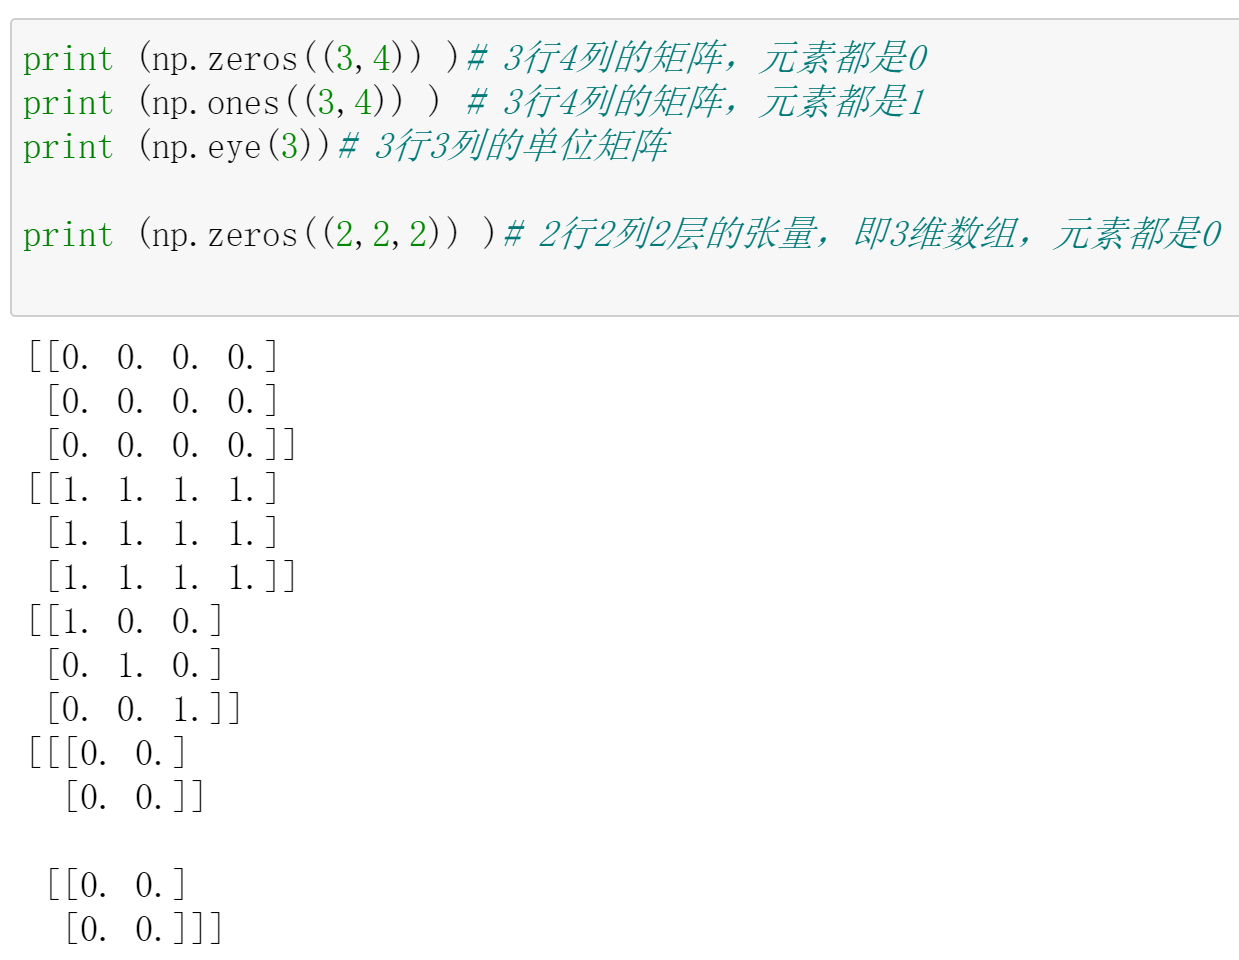 print (np.zeros((3,4)) )# 3行4列的矩阵，元素都是0
print (np.ones((3,4)) ) # 3行4列的矩阵，元素都是1
print (np.eye(3))# 3行3列的单位矩阵
print (np.zeros((2,2,2)) )# 2行2列2层的张量，即3维数组，元素都是0
[[0. 0. 0. 0.]
 [0. 0. 0. 0.]
 [0. 0. 0. 0.]]
[[1. 1. 1. 1.]
 [1. 1. 1. 1.]
 [1. 1. 1. 1.]]
[[1. 0. 0.]
 [0. 1. 0.]
 [0. 0. 1.]]
[[[0. 0.]
  [0. 0.]]
 [[0. 0.]
  [0. 0.]]]